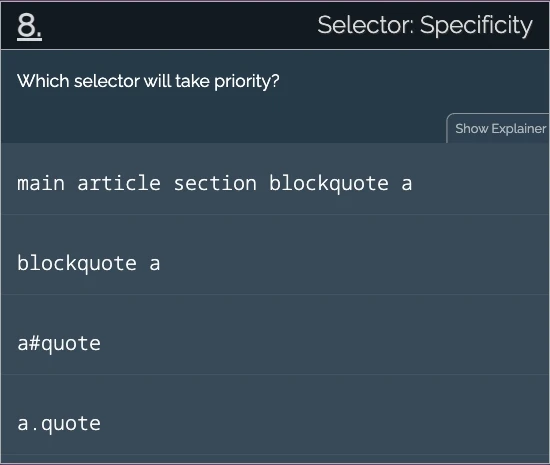 8.
Selector: Specificity
Which selector will take priority?
Show Explainer
main article section blockquote a
blockquote a
a#quote
a.quote